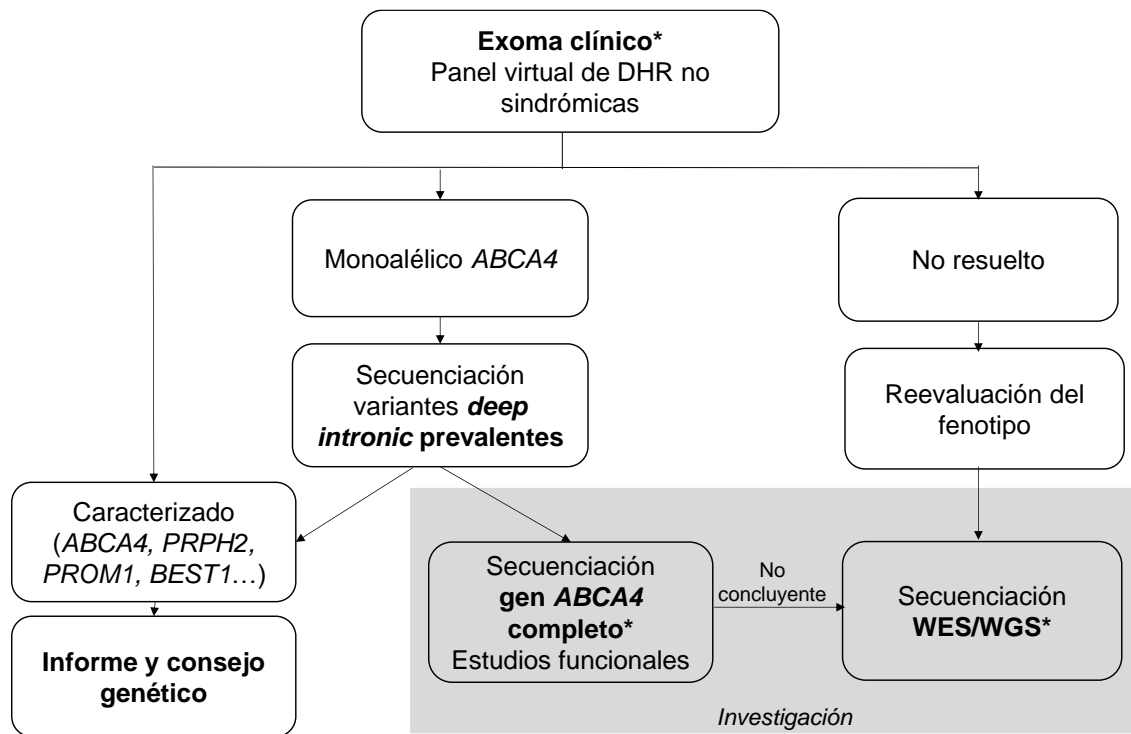 Exoma clínico*
Panel virtual de DHR no
sindrómicas
Monoalélico ABCA4
No resuelto
Secuenciación
variantes deep
intronic prevalentes
Reevaluación del
fenotipo
Caracterizado
(ABCA4, PRPH2,
PROM1, BEST1…)
Secuenciación
gen ABCA4
completo*
Estudios funcionales
No
concluyente
Secuenciación
WES/WGS*
Informe y consejo
genético
Investigación